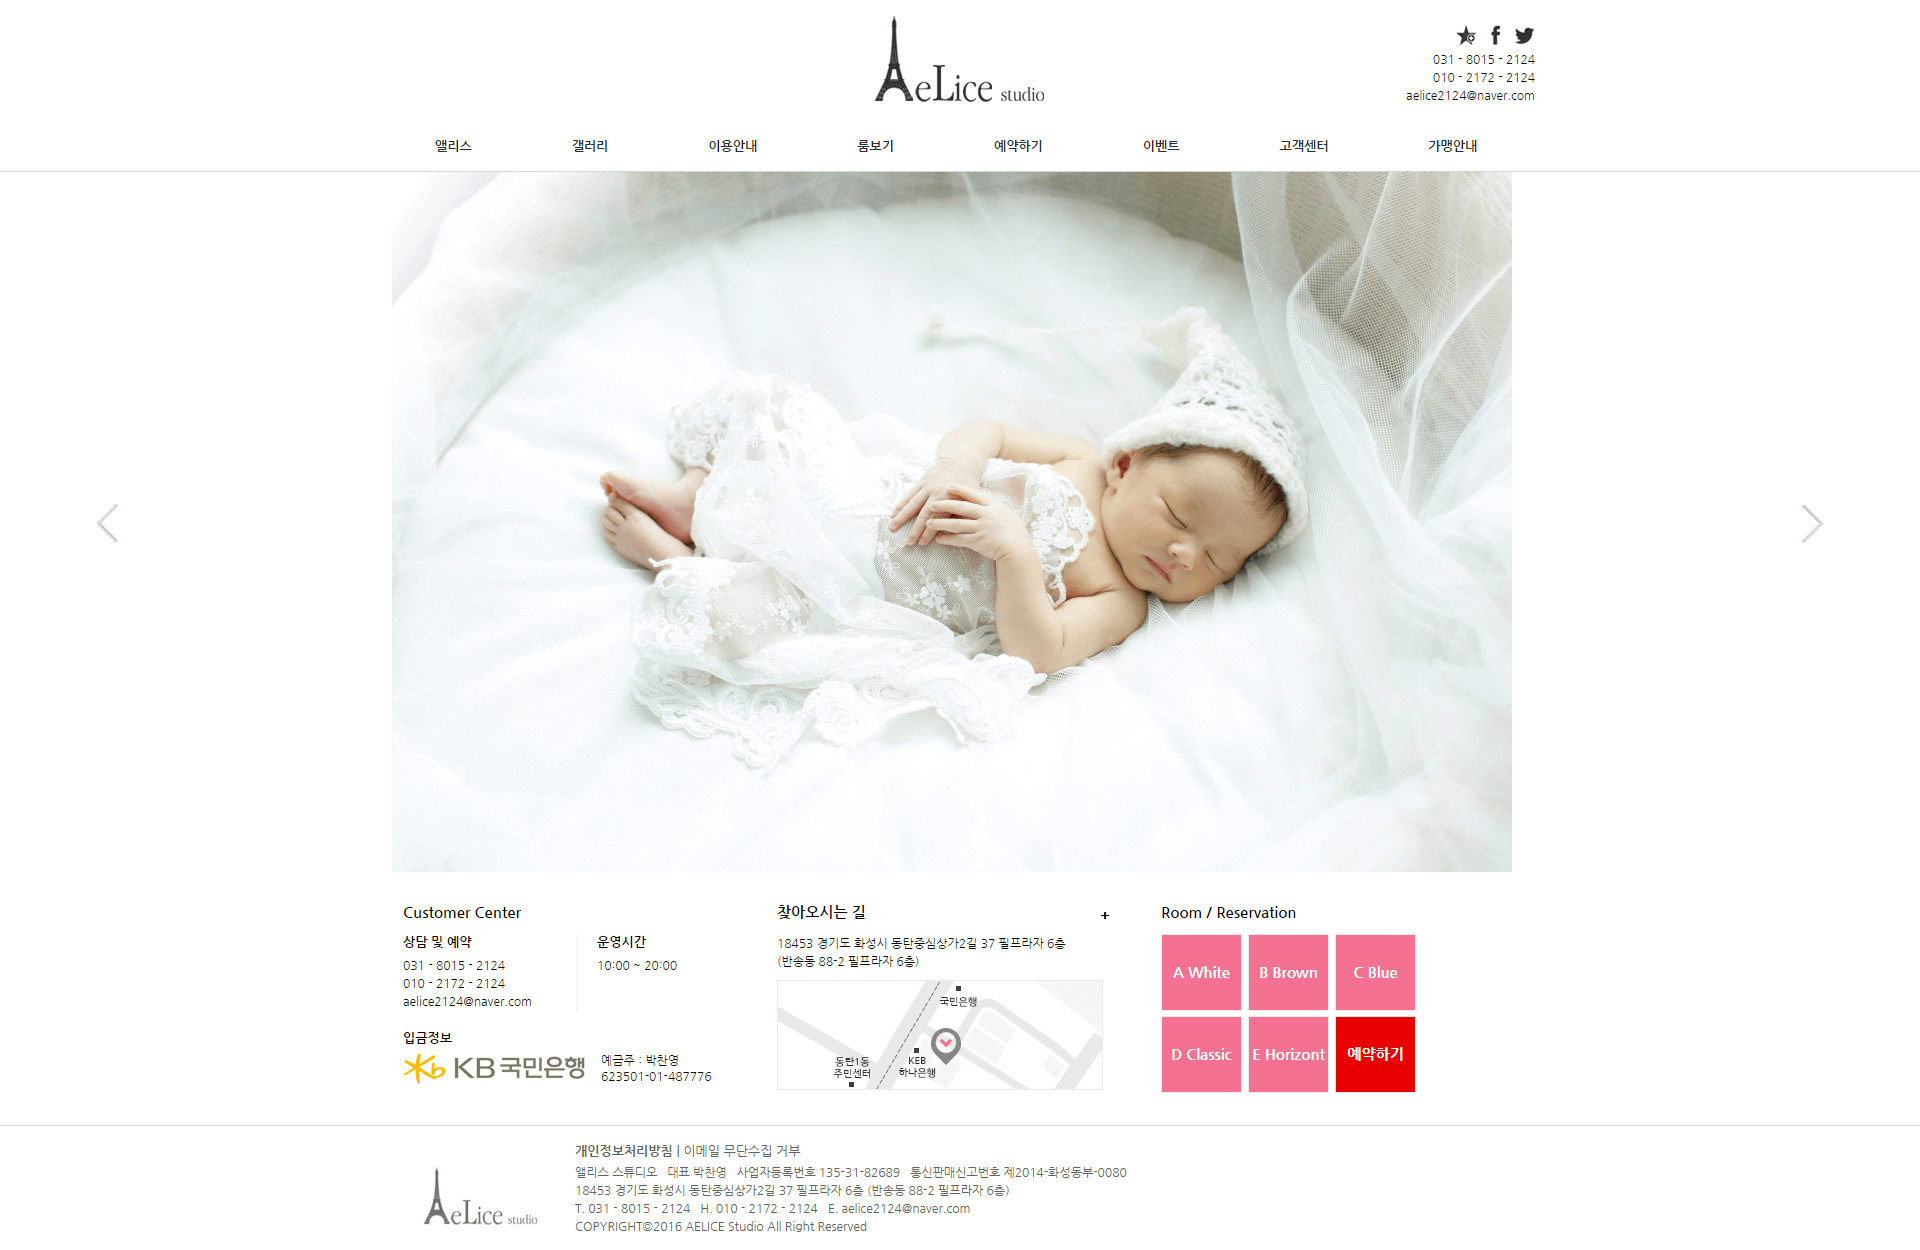 AeLice studio
031 - 8015 - 2124
010 - 2172 - 2124
aelice2124@naver.com
앨리스 갤러리 이용안내 룸보기 예약하기 이벤트 고객센터 가맹안내
Customer Center
상담 및 예약
031 - 8015 - 2124
010 - 2172 - 2124
aelice2124@naver.com
운영시간
10:00 ~ 20:00
입금정보
KB 국민은행
예금주 : 박찬영
623501-01-487776
찾아오시는 길 +
18453 경기도 화성시 동탄중심상가2길 37 필프라자 6층
(반송동 88-2 필프라자 6층)
국민은행
동탄1동
주민센터
KEB
하나은행
Room / Reservation
A White B Brown C Blue
D Classic E Horizont 예약하기
AeLice studio
개인정보처리방침 | 이메일 무단수집 거부
앨리스 스튜디오 대표 박찬영 사업자등록번호 135-31-82689 통신판매신고번호 제2014-화성동부-0080
18453 경기도 화성시 동탄중심상가2길 37 필프라자 6층 (반송동 88-2 필프라자 6층)
T. 031 - 8015 - 2124 H. 010 - 2172 - 2124 E. aelice2124@naver.com
COPYRIGHT©2016 AELICE Studio All Right Reserved